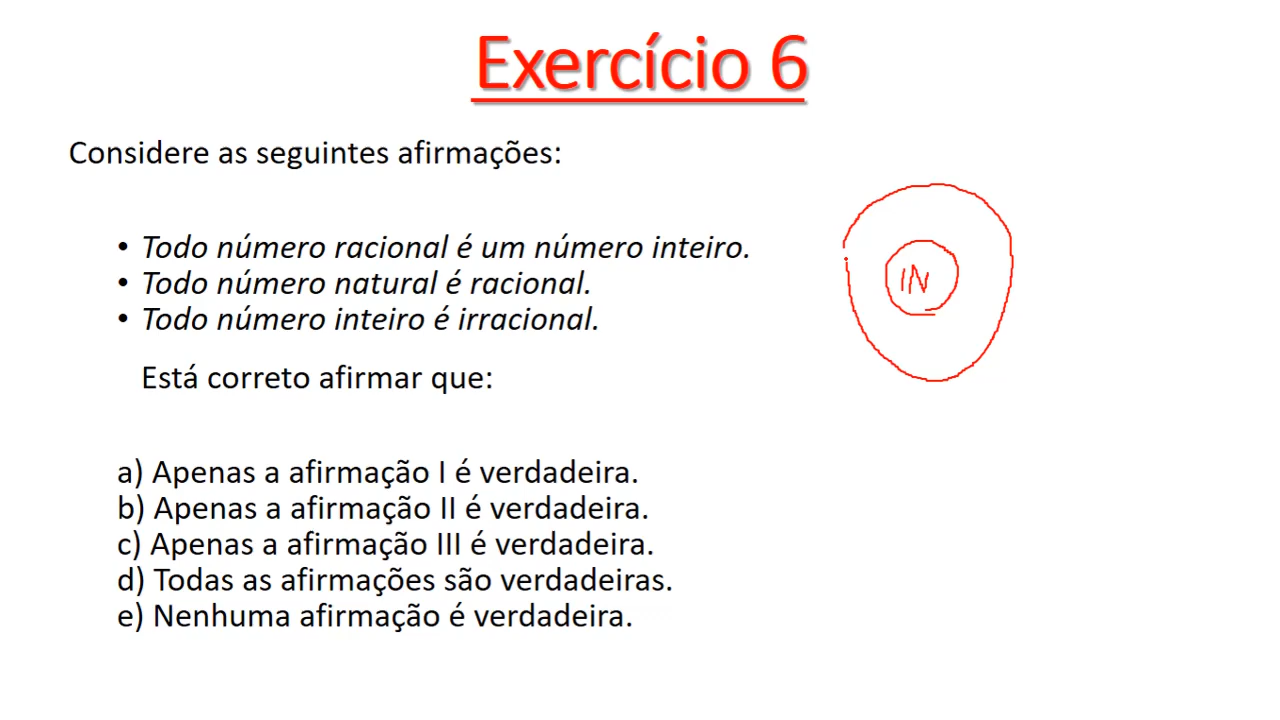 Exercício 6
Considere as seguintes afirmações:
• Todo número racional é um número inteiro.
• Todo número natural é racional.
• Todo número inteiro é irracional.
Está correto afirmar que:
a) Apenas a afirmação I é verdadeira.
b) Apenas a afirmação II é verdadeira.
c) Apenas a afirmação III é verdadeira.
d) Todas as afirmações são verdadeiras.
e) Nenhuma afirmação é verdadeira.
IN